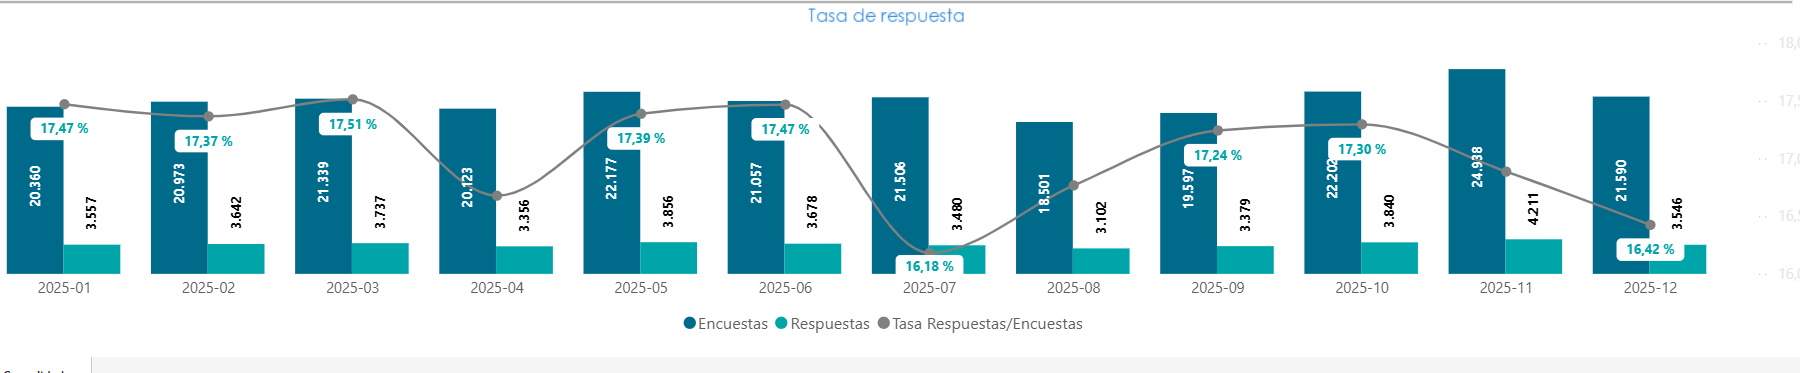 Tasa de respuesta
17,47 % 17,37 % 17,51 % 17,39 % 17,47 % 16,18 % 17,24 % 17,30 % 16,42 %
20.360 3.557 20.973 3.642 21.339 3.737 20.123 3.356 22.177 3.856 21.057 3.678 21.506 3.480 18.501 3.102 19.597 3.379 22.202 3.840 24.938 4.211 21.590 3.546
2025-01 2025-02 2025-03 2025-04 2025-05 2025-06 2025-07 2025-08 2025-09 2025-10 2025-11 2025-12
Encuestas Respuestas Tasa Respuestas/Encuestas